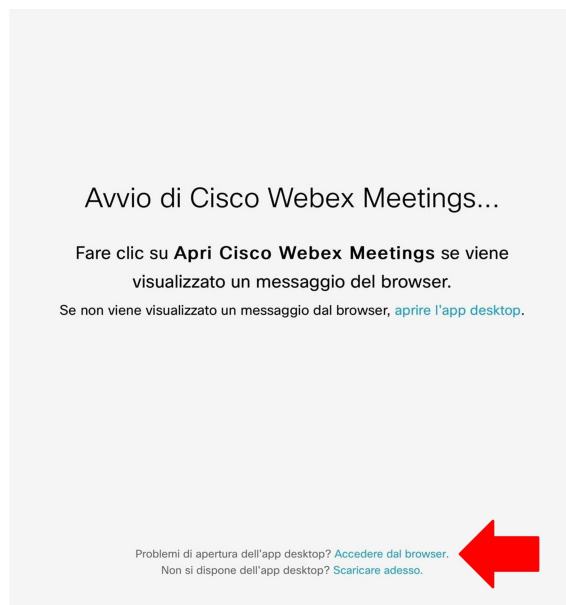 Avvio di Cisco Webex Meetings...
Fare clic su Apri Cisco Webex Meetings se viene
visualizzato un messaggio del browser.
Se non viene visualizzato un messaggio dal browser, aprire l'app desktop.
Problemi di apertura dell'app desktop? Accedere dal browser.
Non si dispone dell'app desktop? Scaricare adesso.